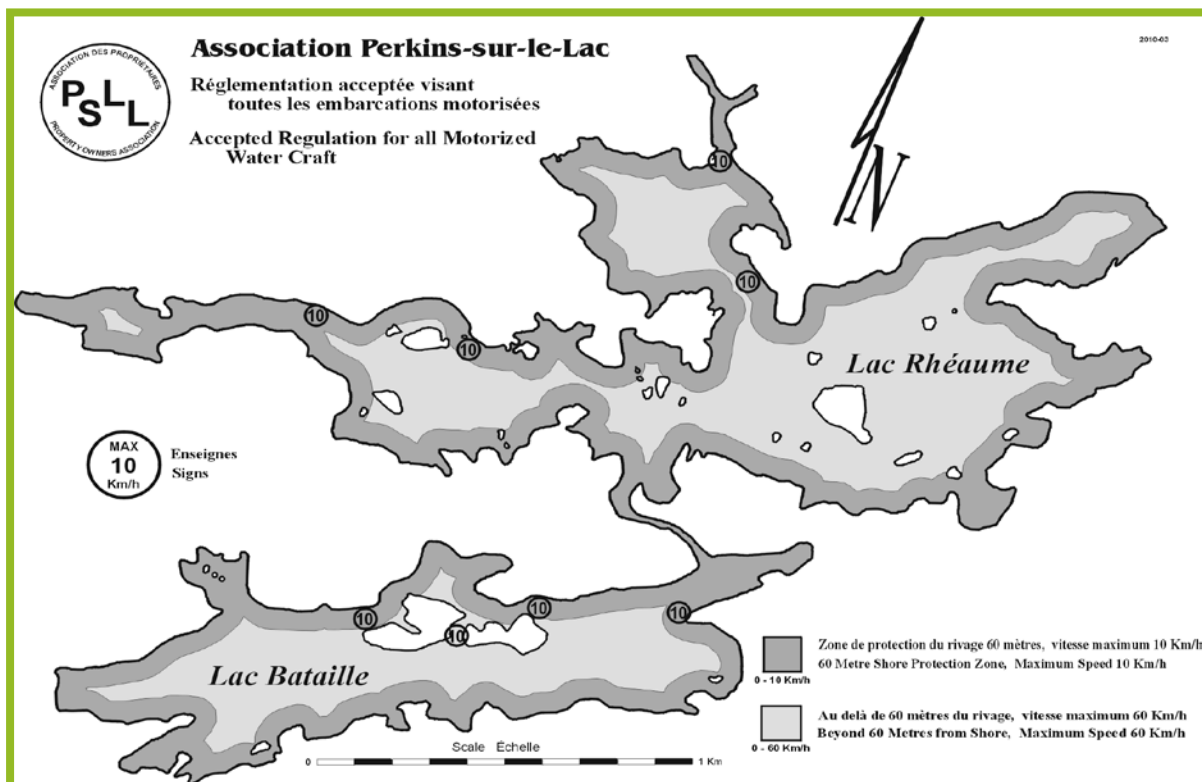 Association Perkins-sur-le-Lac
2010-03
ASSOCIATION DES PROPRIÉTAIRES
PSLL
PROPERTY OWNERS ASSOCIATION
Réglementation acceptée visant
toutes les embarcations motorisées
Accepted Regulation for all Motorized
Water Craft
N
10
10
10
10
Lac Rhéaume
MAX
10
Km/h
Enseignes
Signs
10
10
10
10
Lac Bataille
Zone de protection du rivage 60 mètres, vitesse maximum 10 Km/h
60 Metre Shore Protection Zone, Maximum Speed 10 Km/h
0 - 10 Km/h
Au delà de 60 mètres du rivage, vitesse maximum 60 Km/h
Beyond 60 Metres from Shore, Maximum Speed 60 Km/h
0 - 60 Km/h
Scale Échelle
0 1 Km